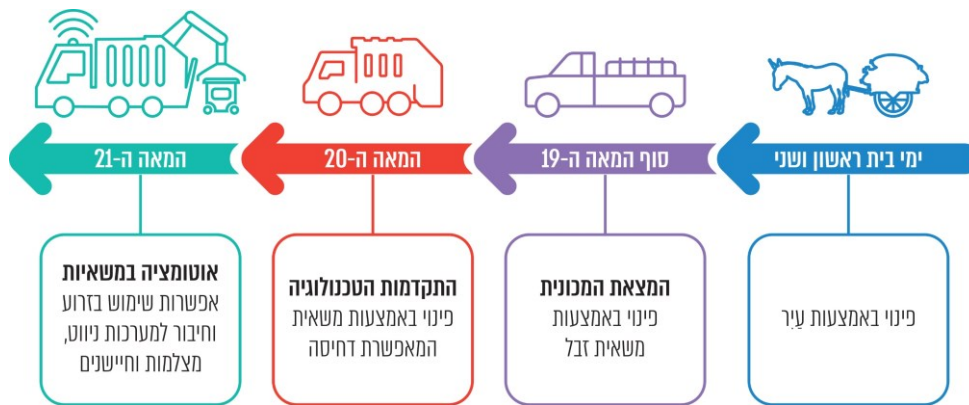 ימי בית ראשון ושני
סוף המאה ה-19
המאה ה-20
המאה ה-21
פינוי באמצעות עַיִר
המצאת המכונית
פינוי באמצעות
משאית זבל
התקדמות הטכנולוגיה
פינוי באמצעות משאית
המאפשרת דחיסה
אוטומציה במשאיות
אפשרות שימוש בזרוע
וחיבור למערכות ניווט,
מצלמות וחיישנים